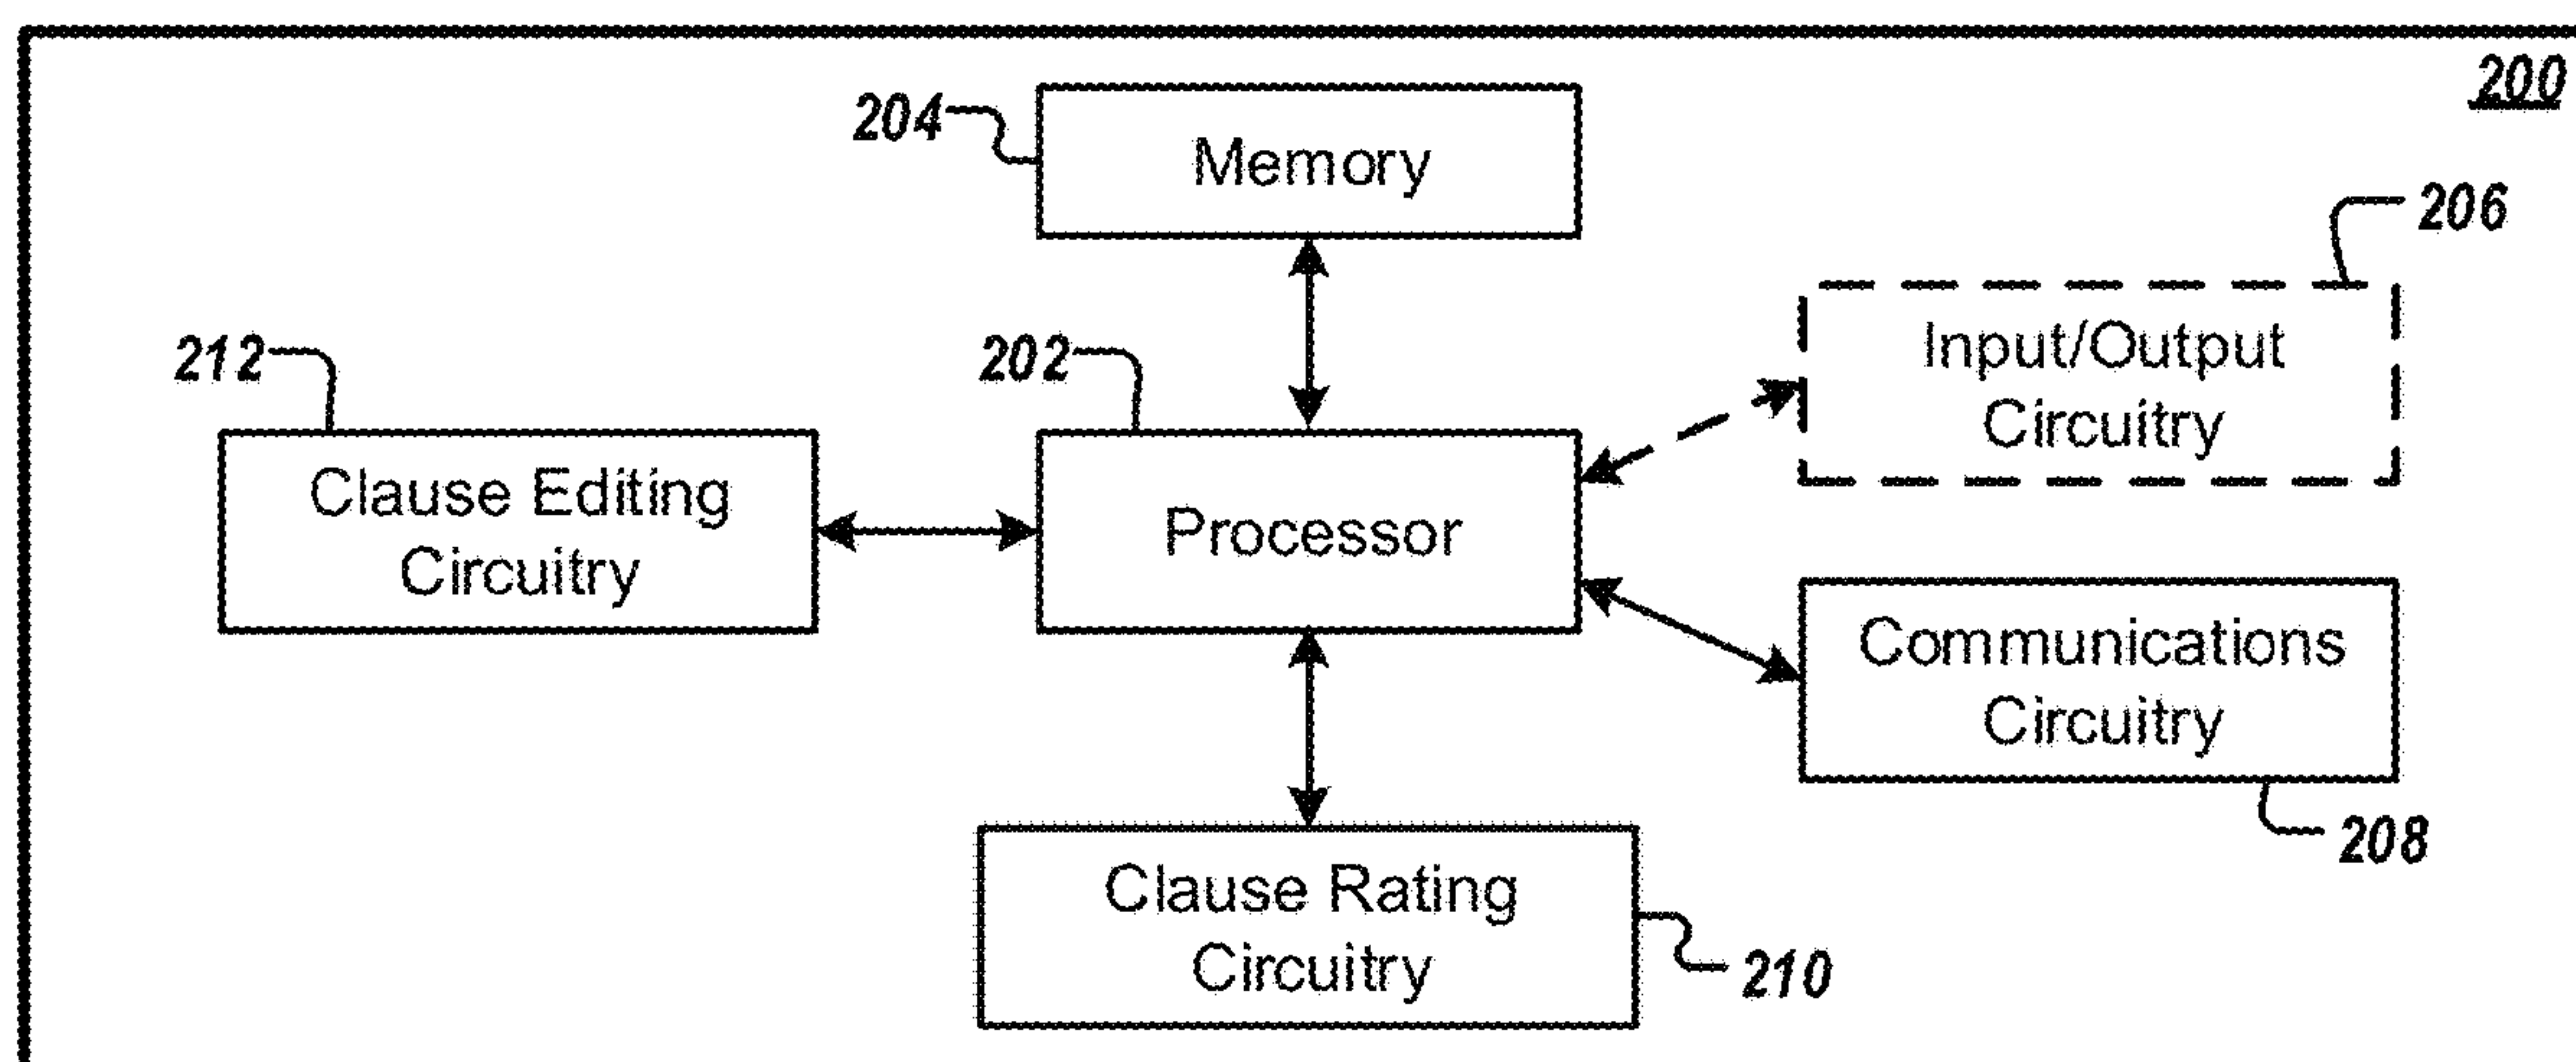 200
204
Memory
206
Input/Output
Circuitry
212
202
Clause Editing
Circuitry
Processor
Communications
Circuitry
208
Clause Rating
Circuitry
210